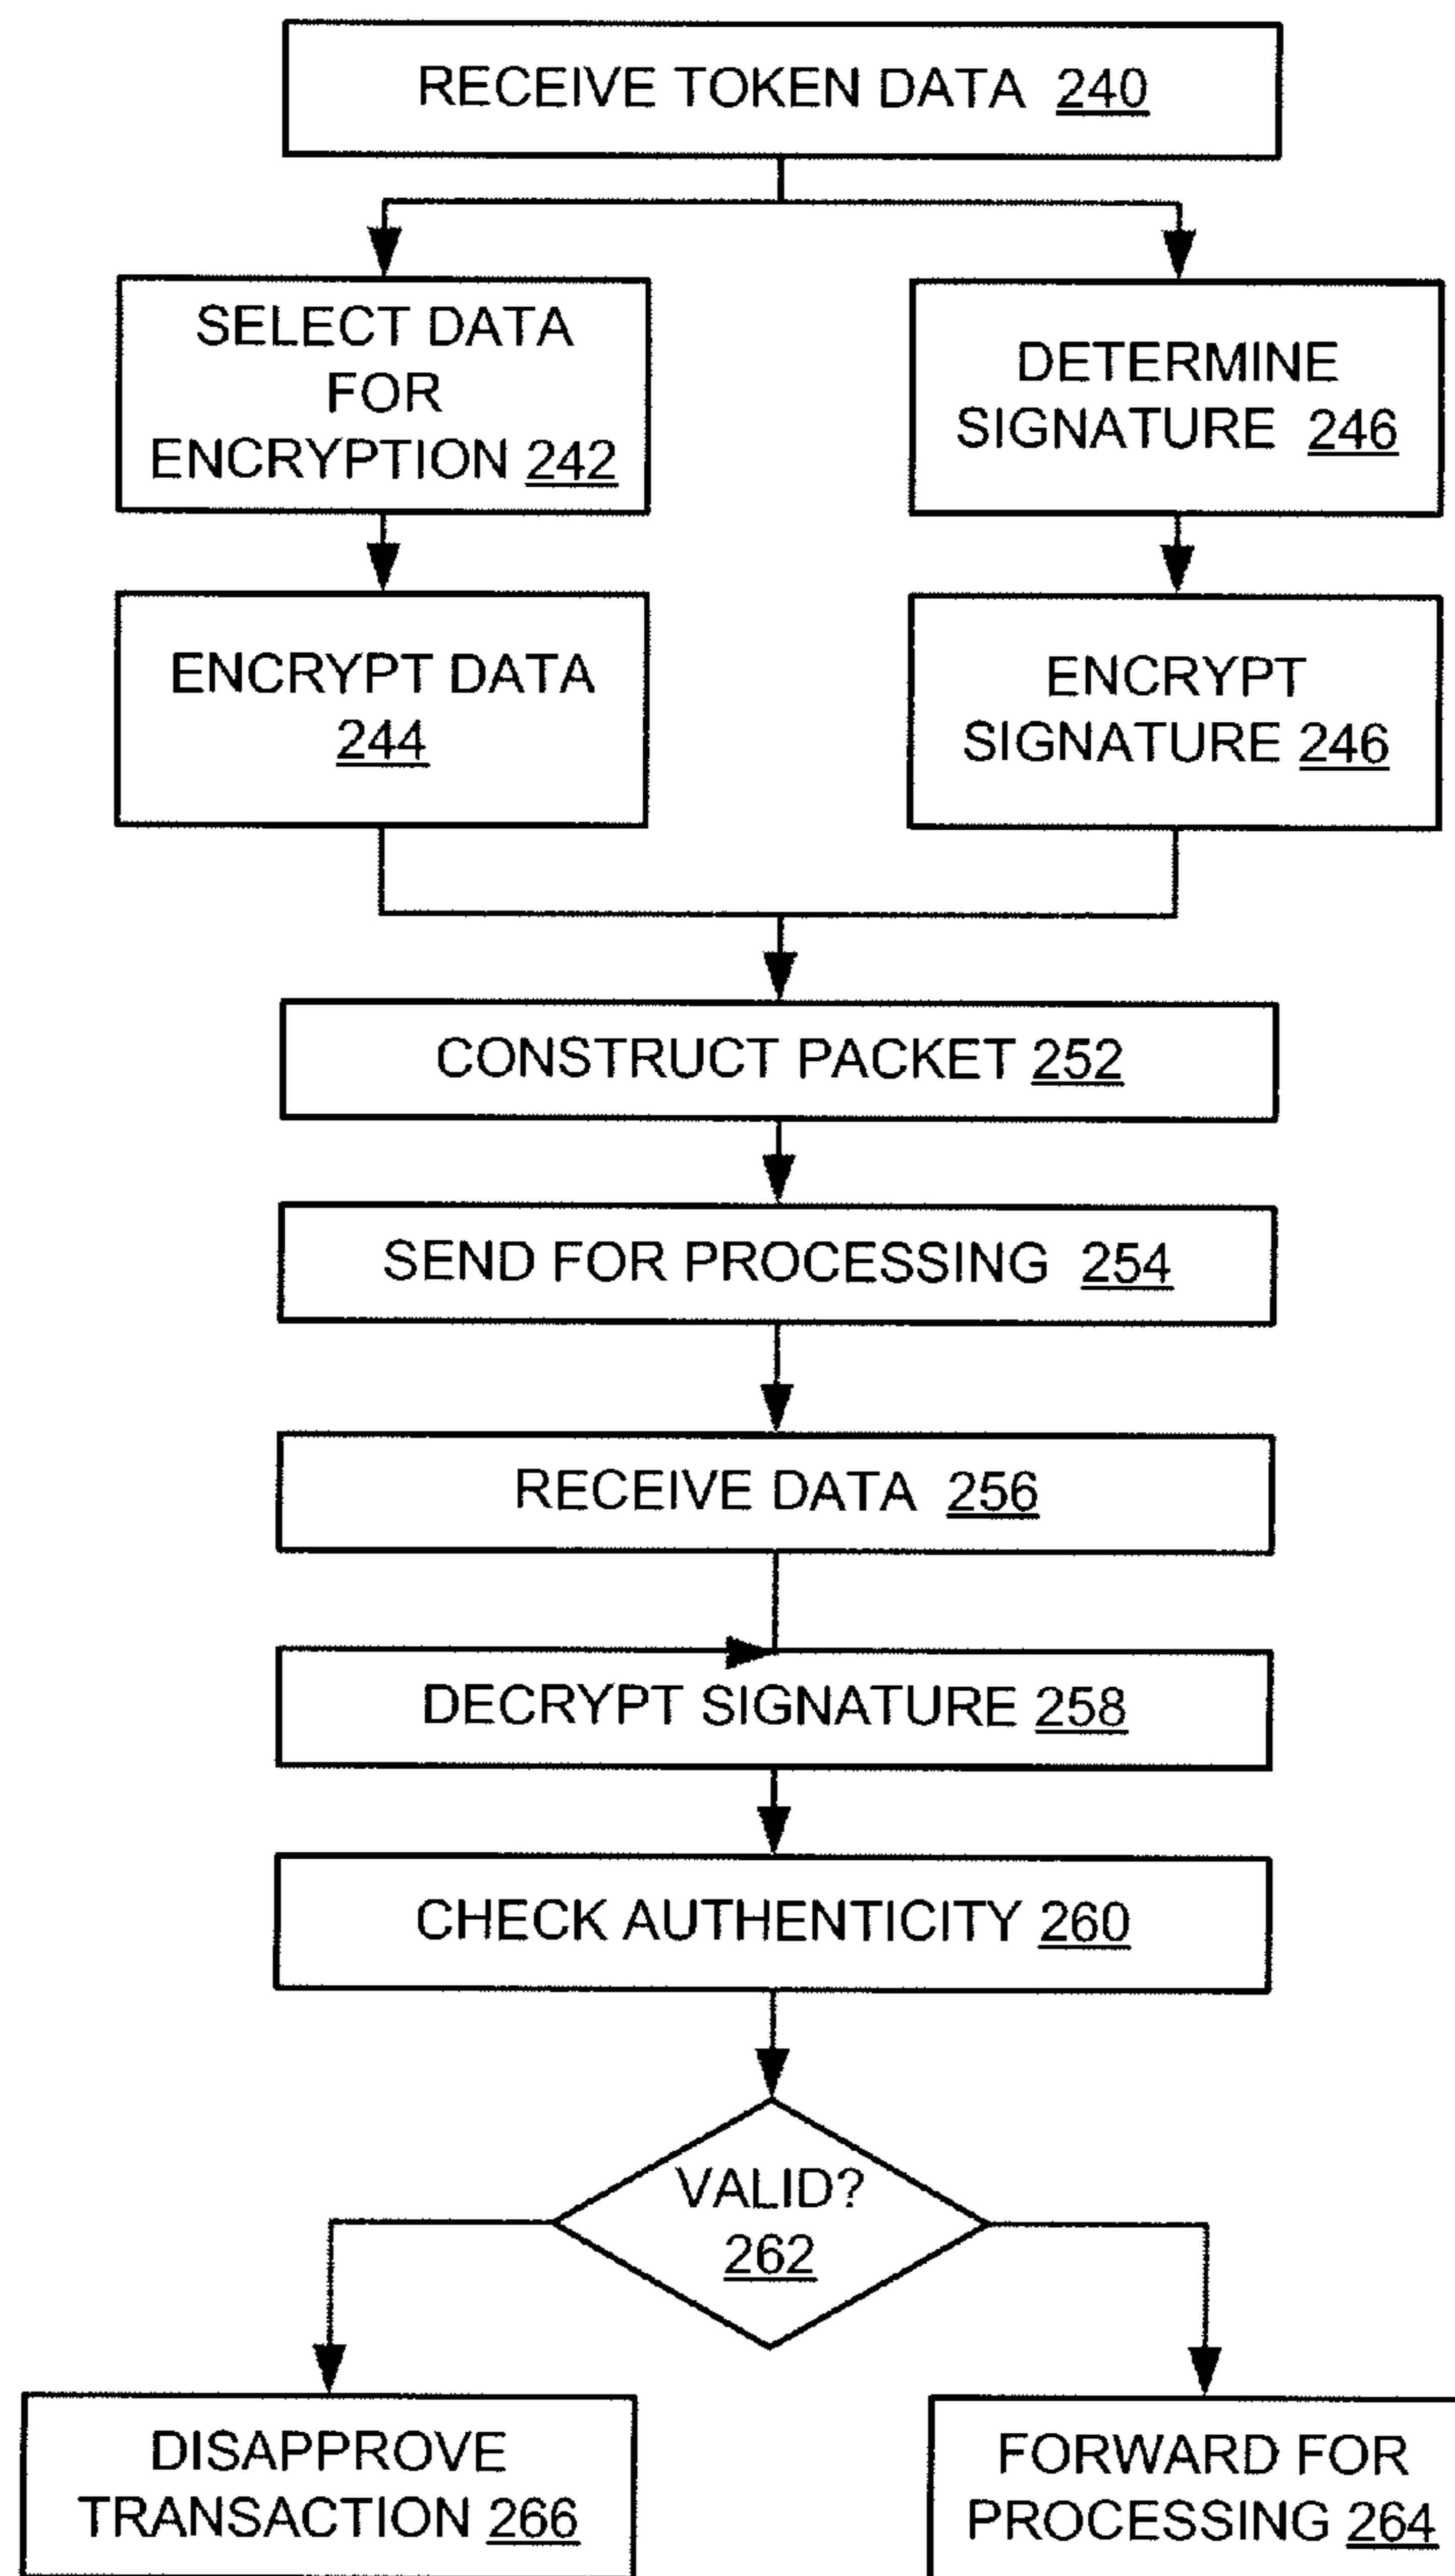 RECEIVE TOKEN DATA 240
SELECT DATA
FOR
ENCRYPTION 242
DETERMINE
SIGNATURE 246
ENCRYPT DATA
244
ENCRYPT
SIGNATURE 246
CONSTRUCT PACKET 252
SEND FOR PROCESSING 254
RECEIVE DATA 256
DECRYPT SIGNATURE 258
CHECK AUTHENTICITY 260
VALID?
262
DISAPPROVE
TRANSACTION 266
FORWARD FOR
PROCESSING 264